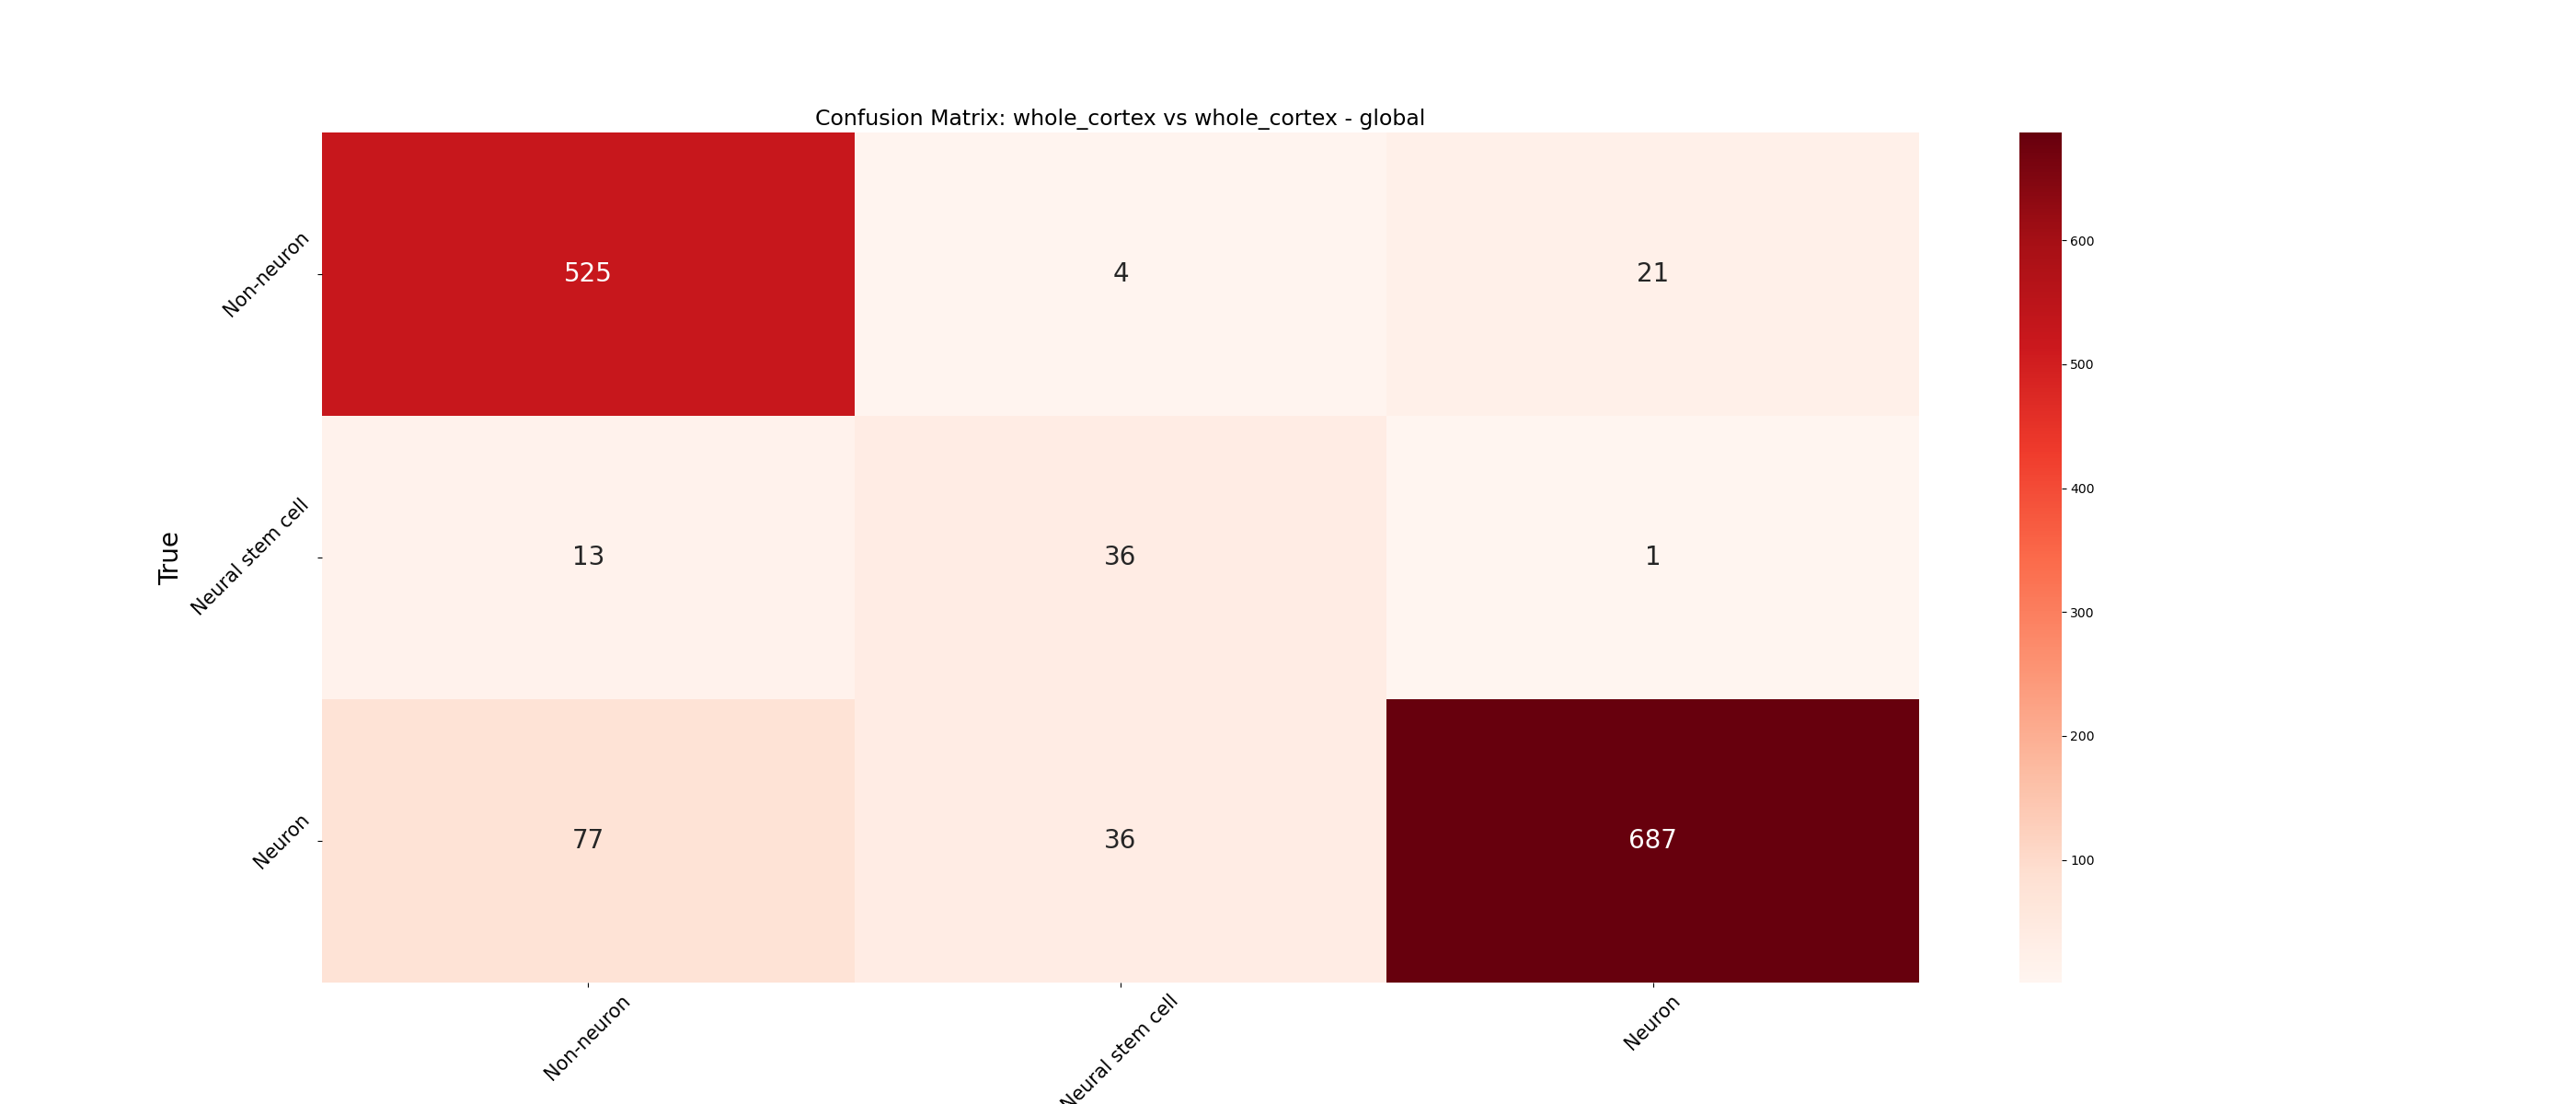 Confusion Matrix: whole_cortex vs whole_cortex - global
Non-neuron
525
4
21
Neural stem cell
13
36
1
Neuron
77
36
687
True
Non-neuron
Neural stem cell
Neuron
600
500
400
300
200
100